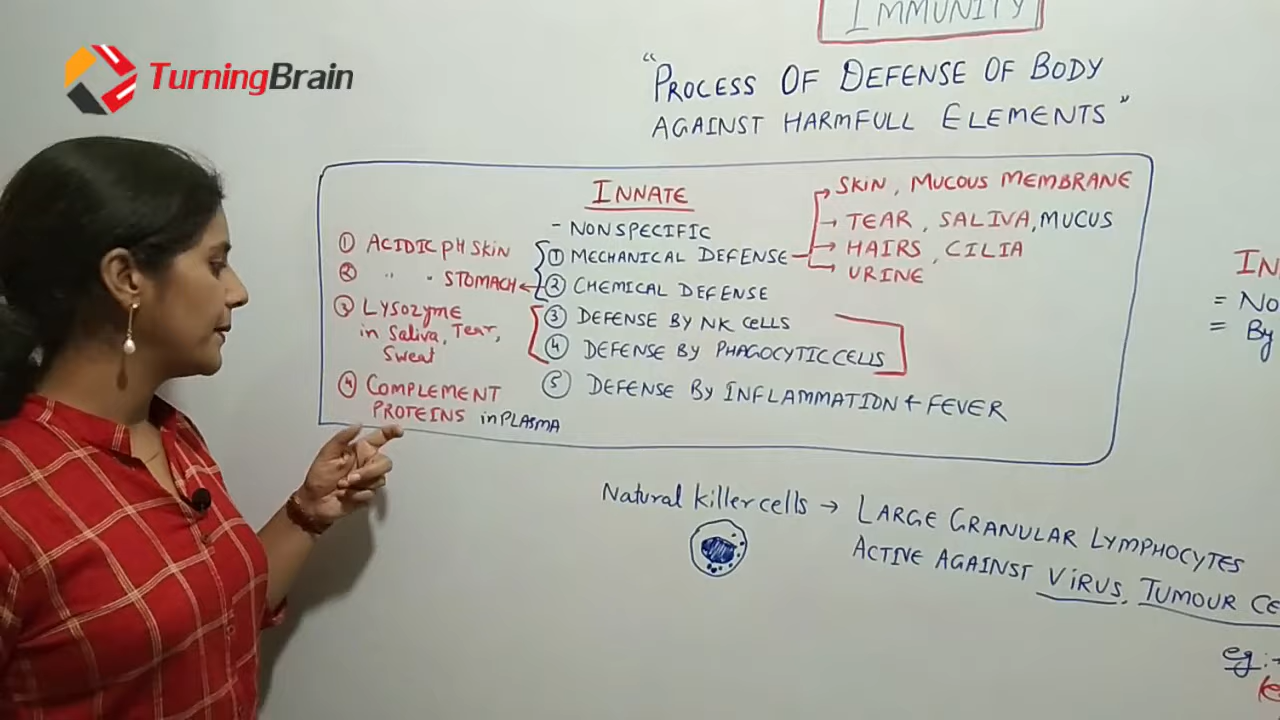 TurningBrain
IMMUNITY
"PROCESS OF DEFENSE OF BODY
AGAINST HARMFULL ELEMENTS"
INNATE
- NONSPECIFIC
① MECHANICAL DEFENSE
② CHEMICAL DEFENSE
③ DEFENSE BY NK CELLS
④ DEFENSE BY PHAGOCYTIC CELLS
⑤ DEFENSE BY INFLAMMATION + FEVER
→ SKIN, MUCOUS MEMBRANE
→ TEAR, SALIVA, MUCUS
→ HAIRS, CILIA
→ URINE
① ACIDIC PH SKIN
② " " STOMACH
③ LYSOZYME
in Saliva, Tear,
Sweat
④ COMPLEMENT
PROTEINS in PLASMA
Natural killer cells → LARGE GRANULAR LYMPHOCYTES
ACTIVE AGAINST VIRUS, TUMOUR CE
IN
= No
= By
eg:-